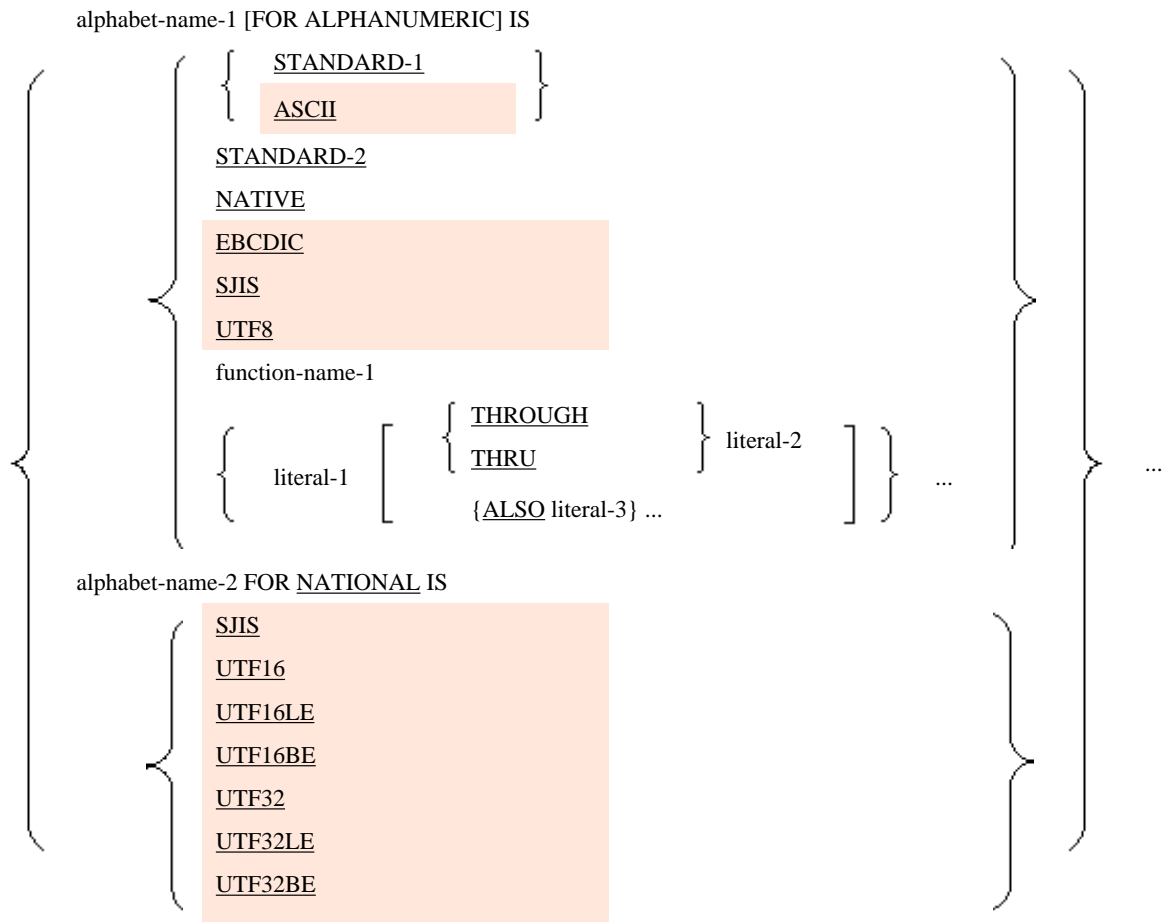 alphabet-name-1 [FOR ALPHANUMERIC] IS
STANDARD-1
ASCII
STANDARD-2
NATIVE
EBCDIC
SJIS
UTF8
function-name-1
literal-1
THROUGH
THRU
literal-2
{ALSO literal-3} ...
...
...
alphabet-name-2 FOR NATIONAL IS
SJIS
UTF16
UTF16LE
UTF16BE
UTF32
UTF32LE
UTF32BE